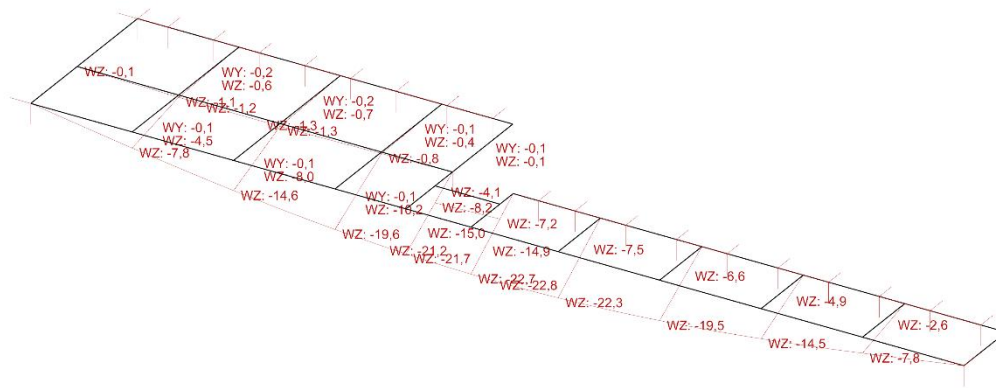 WZ: -0,1
WY: -0,2
WZ: -0,6
WY: -0,2
WZ: -0,7
WZ: -1,1
WZ: -1,2
WZ: -1,3
WZ: -1,3
WY: -0,1
WZ: -0,4
WY: -0,1
WZ: -4,5
WZ: -7,8
WY: -0,1
WZ: -0,1
WZ: -0,8
WY: -0,1
WZ: -8,0
WZ: -14,6
WY: -0,1
WZ: -10,2
WZ: -4,1
WZ: -8,2
WZ: -19,6
WZ: -15,0
WZ: -7,2
WZ: -21,2
WZ: -21,7
WZ: -14,9
WZ: -7,5
WZ: -22,7
WZ: -22,8
WZ: -6,6
WZ: -22,3
WZ: -4,9
WZ: -19,5
WZ: -2,6
WZ: -14,5
WZ: -7,8